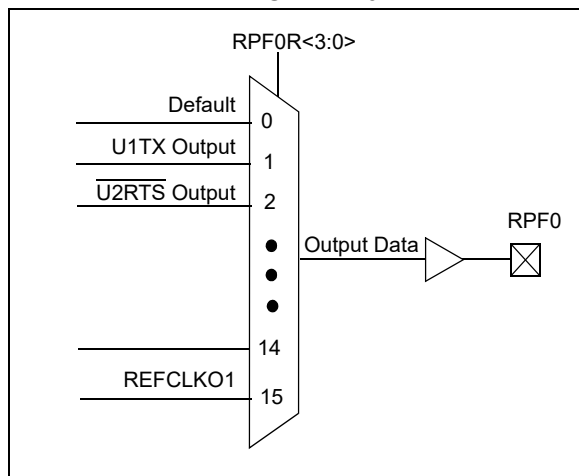 RPF0R<3:0>
Default
0
U1TX Output
1
U2RTS Output
2
Output Data
RPF0
14
REFCLKO1
15